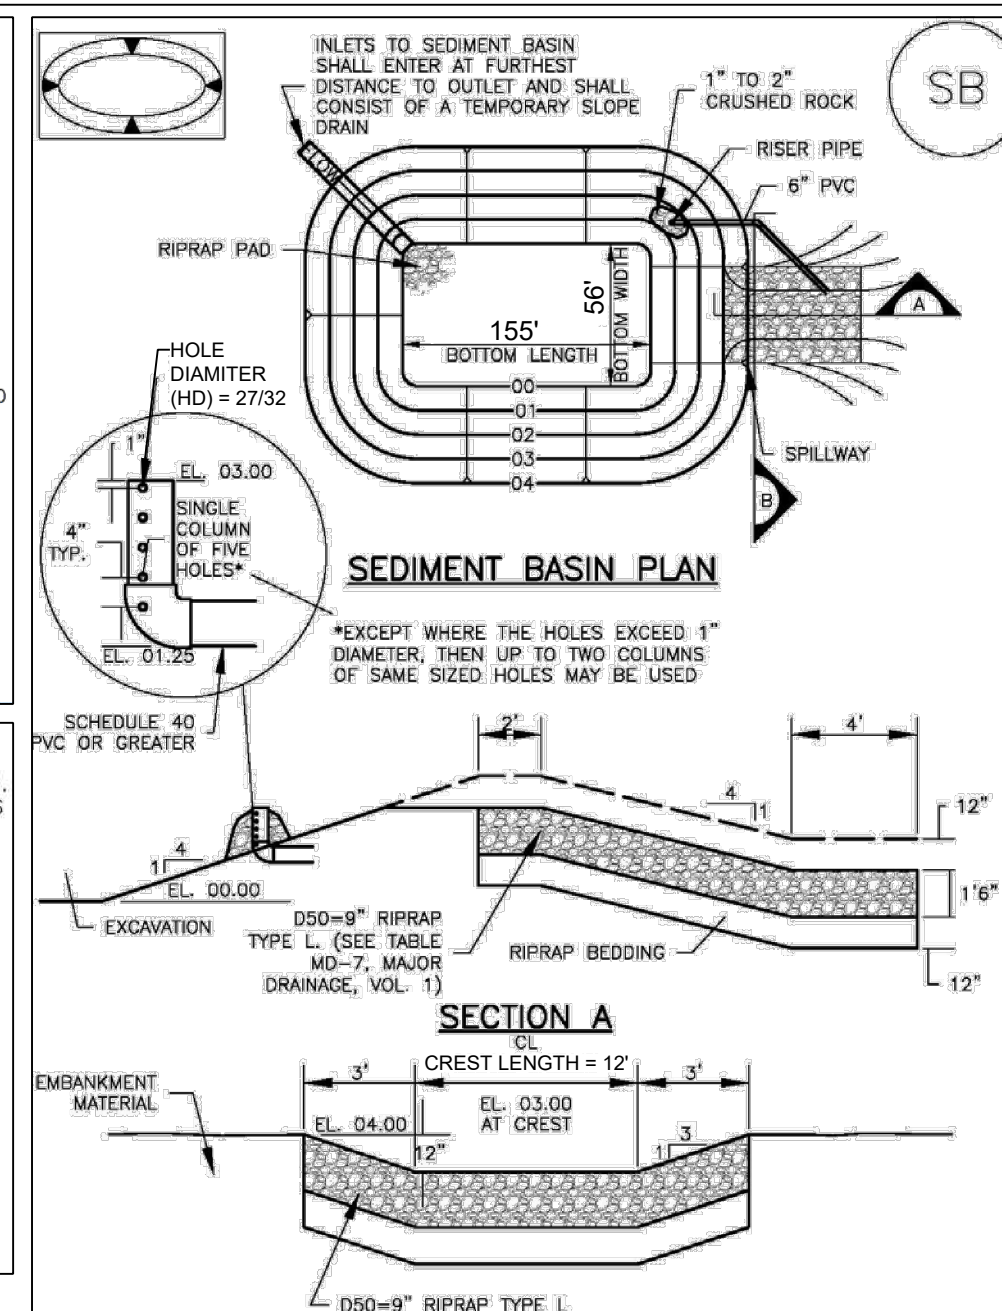 INLETS TO SEDIMENT BASIN
SHALL ENTER AT FURTHEST
DISTANCE TO OUTLET AND SHALL
CONSIST OF A TEMPORARY SLOPE
DRAIN
1" TO 2"
CRUSHED ROCK
SB
RISER PIPE
6" PVC
FLOW
RIPRAP PAD
56'
BOTTOM WIDTH
155'
BOTTOM LENGTH
A
00
01
02
03
04
SPILLWAY
B
HOLE
DIAMITER
(HD) = 27/32
1"
EL. 03.00
SINGLE
COLUMN
OF FIVE
HOLES*
4"
TYP.
EL. 01.25
SEDIMENT BASIN PLAN
*EXCEPT WHERE THE HOLES EXCEED 1"
DIAMETER, THEN UP TO TWO COLUMNS
OF SAME SIZED HOLES MAY BE USED
SCHEDULE 40
PVC OR GREATER
2'
4'
4
1
12"
4
1
EL. 00.00
EXCAVATION
D50=9" RIPRAP
TYPE L. (SEE TABLE
MD-7, MAJOR
DRAINAGE, VOL. 1)
RIPRAP BEDDING
1'6"
12"
SECTION A
CL
CREST LENGTH = 12'
3'
3'
EMBANKMENT
MATERIAL
EL. 04.00
EL. 03.00
AT CREST
12"
3
1
D50=9" RIPRAP TYPE L